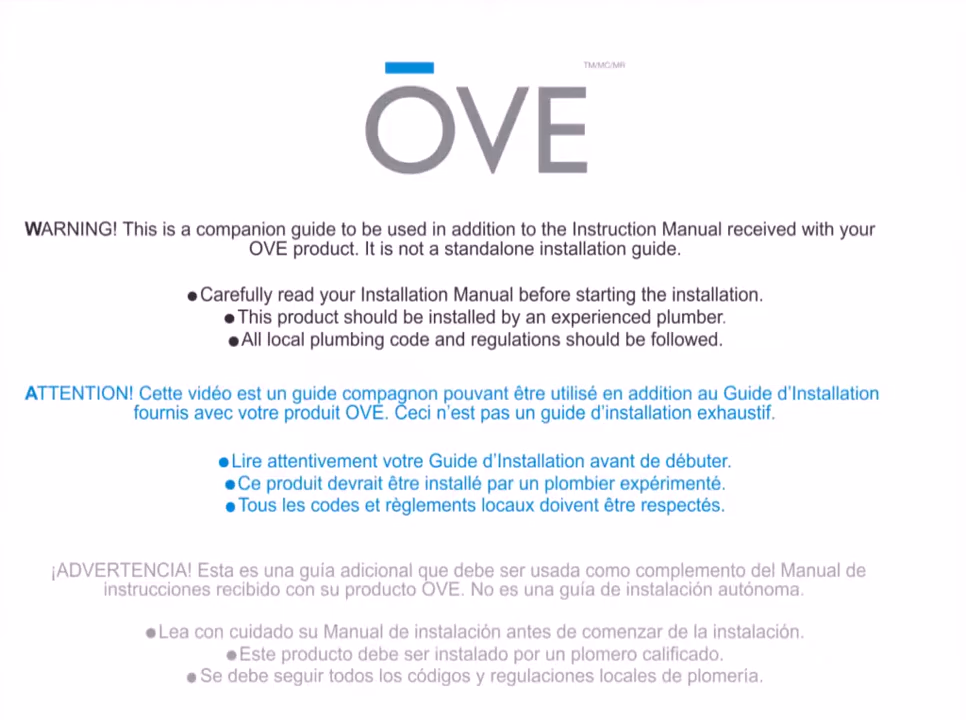 TM/MC/MR
ŌVE
WARNING! This is a companion guide to be used in addition to the Instruction Manual received with your
OVE product. It is not a standalone installation guide.
●Carefully read your Installation Manual before starting the installation.
●This product should be installed by an experienced plumber.
●All local plumbing code and regulations should be followed.
ATTENTION! Cette vidéo est un guide compagnon pouvant être utilisé en addition au Guide d’Installation
fournis avec votre produit OVE. Ceci n’est pas un guide d’installation exhaustif.
●Lire attentivement votre Guide d’Installation avant de débuter.
●Ce produit devrait être installé par un plombier expérimenté.
●Tous les codes et règlements locaux doivent être respectés.
¡ADVERTENCIA! Esta es una guía adicional que debe ser usada como complemento del Manual de
instrucciones recibido con su producto OVE. No es una guía de instalación autónoma.
●Lea con cuidado su Manual de instalación antes de comenzar de la instalación.
●Este producto debe ser instalado por un plomero calificado.
●Se debe seguir todos los códigos y regulaciones locales de plomería.